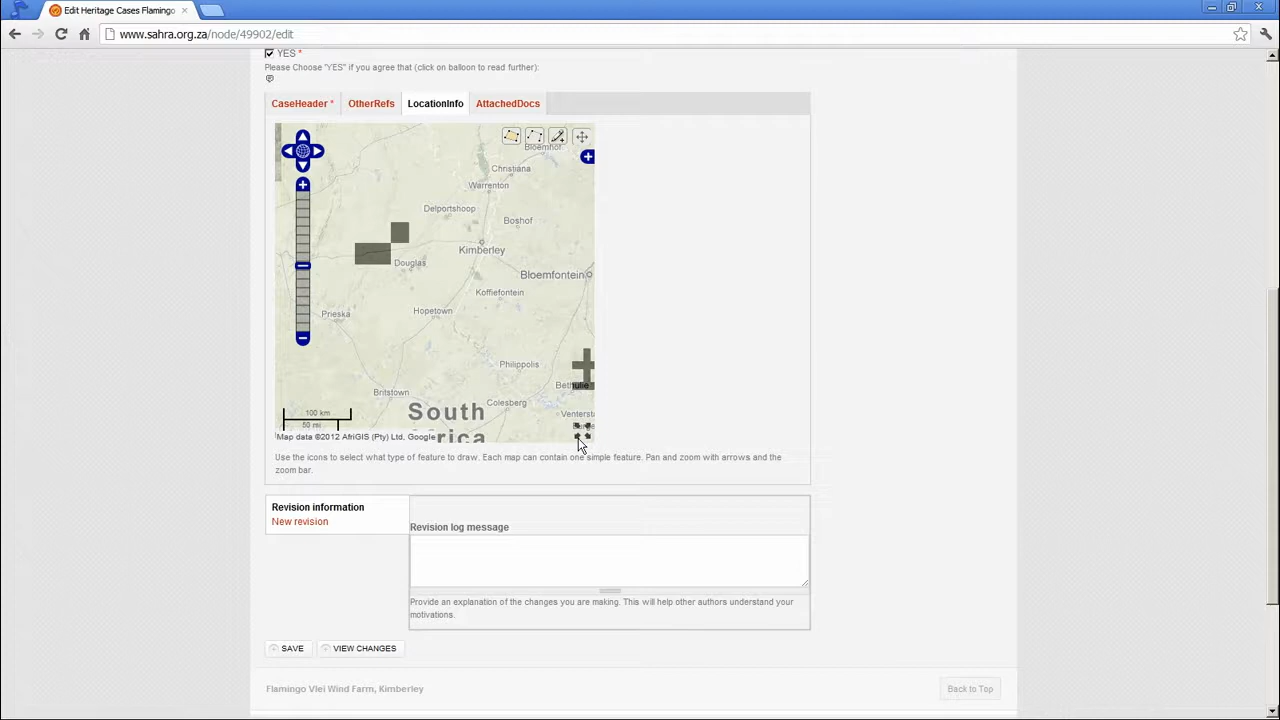 Edit Heritage Cases Flamingo
www.sahra.org.za/node/49902/edit
YES *
Please Choose "YES" if you agree that (click on balloon to read further):
CaseHeader * OtherRefs LocationInfo AttachedDocs
Bloemhof
Christiana
Warrenton
Delportshoop
Boshof
Kimberley
Douglas
Bloemfontein
Koffiefontein
Prieska
Hopetown
Philippolis
Bethulie
Britstown
Colesberg
South
Venterst
100 km
50 mi
Map data ©2012 AfriGIS (Pty) Ltd, Google
rica
Use the icons to select what type of feature to draw. Each map can contain one simple feature. Pan and zoom with arrows and the
zoom bar.
Revision information
New revision
Revision log message
Provide an explanation of the changes you are making. This will help other authors understand your
motivations.
SAVE VIEW CHANGES
Flamingo Vlei Wind Farm, Kimberley
Back to Top